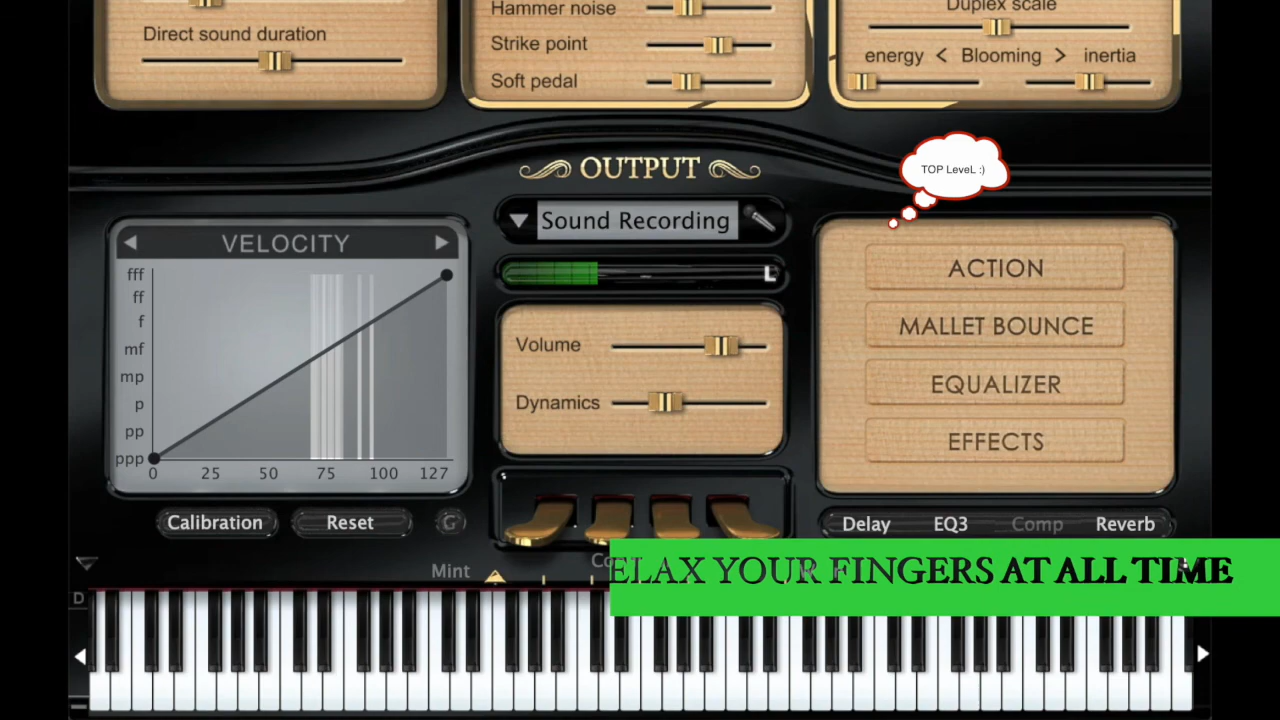 Direct sound duration
Hammer noise
Strike point
Soft pedal
Duplex scale
energy < Blooming > inertia
OUTPUT
TOP LeveL :)
Sound Recording
VELOCITY
fff
ff
f
mf
mp
p
pp
ppp
0 25 50 75 100 127
Volume
Dynamics
ACTION
MALLET BOUNCE
EQUALIZER
EFFECTS
Calibration Reset G
Delay EQ3 Comp Reverb
Mint
ELAX YOUR FINGERS AT ALL TIME
D